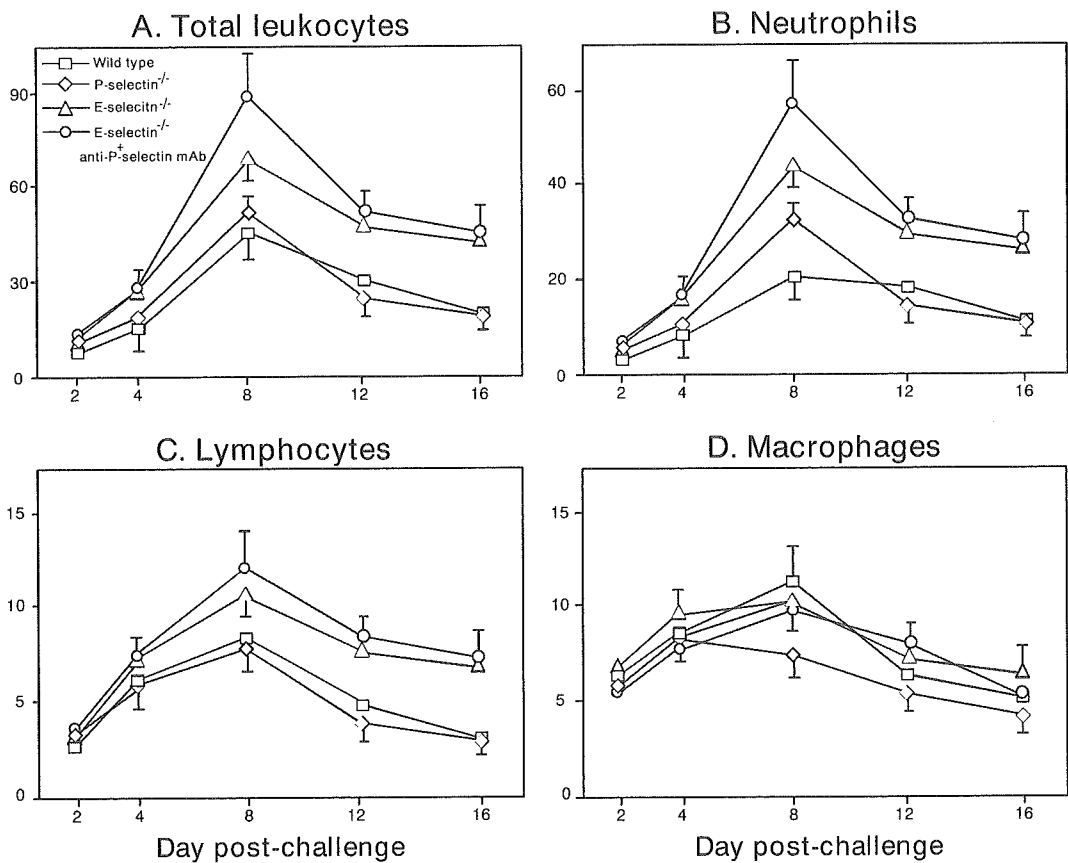 A. Total leukocytes
Wild type
P-selectin-/-
E-selecitn-/-
E-selectin-/-
+
anti-P-selectin mAb
90
60
30
0
2 4 8 12 16
B. Neutrophils
60
40
20
0
2 4 8 12 16
C. Lymphocytes
15
10
5
0
2 4 8 12 16
Day post-challenge
D. Macrophages
15
10
5
0
2 4 8 12 16
Day post-challenge